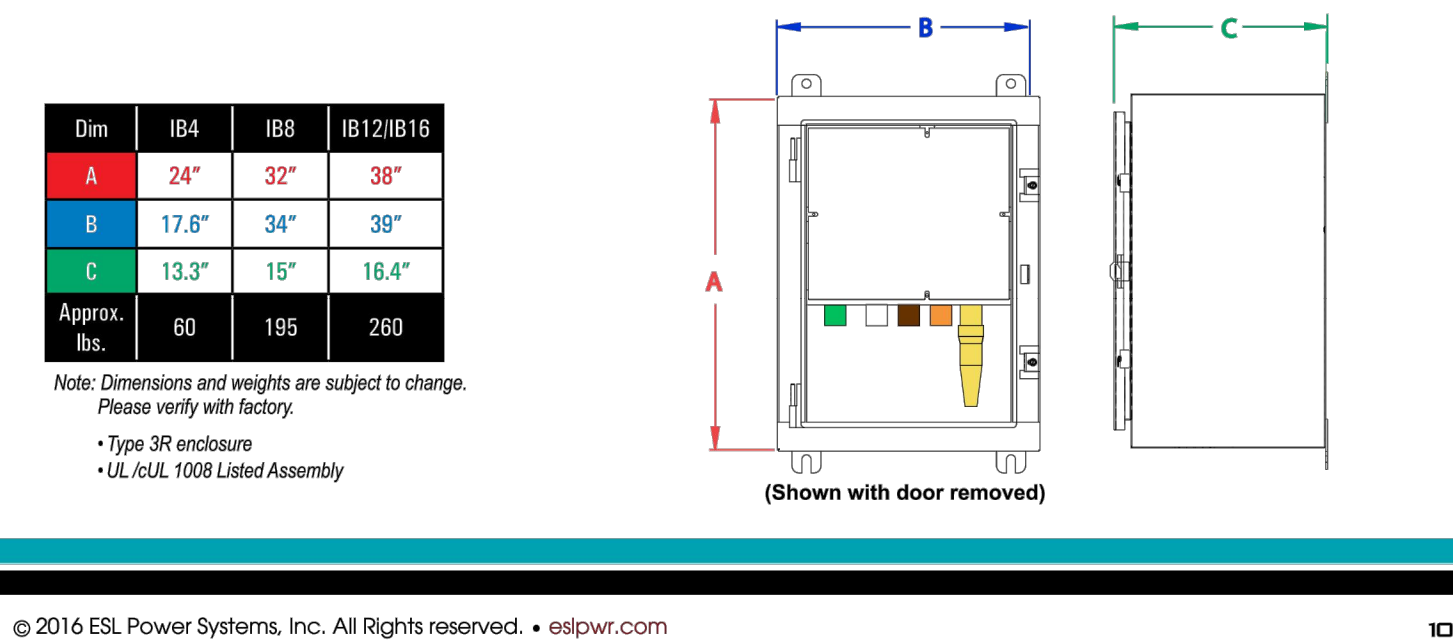 B
C
Dim IB4 IB8 IB12/IB16
A 24" 32" 38"
B 17.6" 34" 39"
C 13.3" 15" 16.4"
Approx. lbs. 60 195 260
A
Note: Dimensions and weights are subject to change.
Please verify with factory.
• Type 3R enclosure
• UL/cUL 1008 Listed Assembly
(Shown with door removed)
© 2016 ESL Power Systems, Inc. All Rights reserved. • eslpwr.com
10